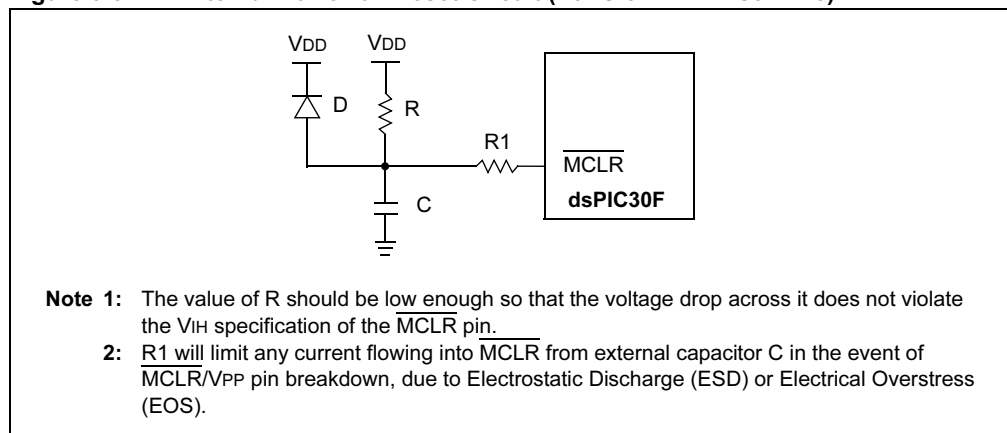 VDD VDD
D R
R1
MCLR
C
dsPIC30F
Note 1: The value of R should be low enough so that the voltage drop across it does not violate
the VIH specification of the MCLR pin.
2: R1 will limit any current flowing into MCLR from external capacitor C in the event of
MCLR/VPP pin breakdown, due to Electrostatic Discharge (ESD) or Electrical Overstress
(EOS).